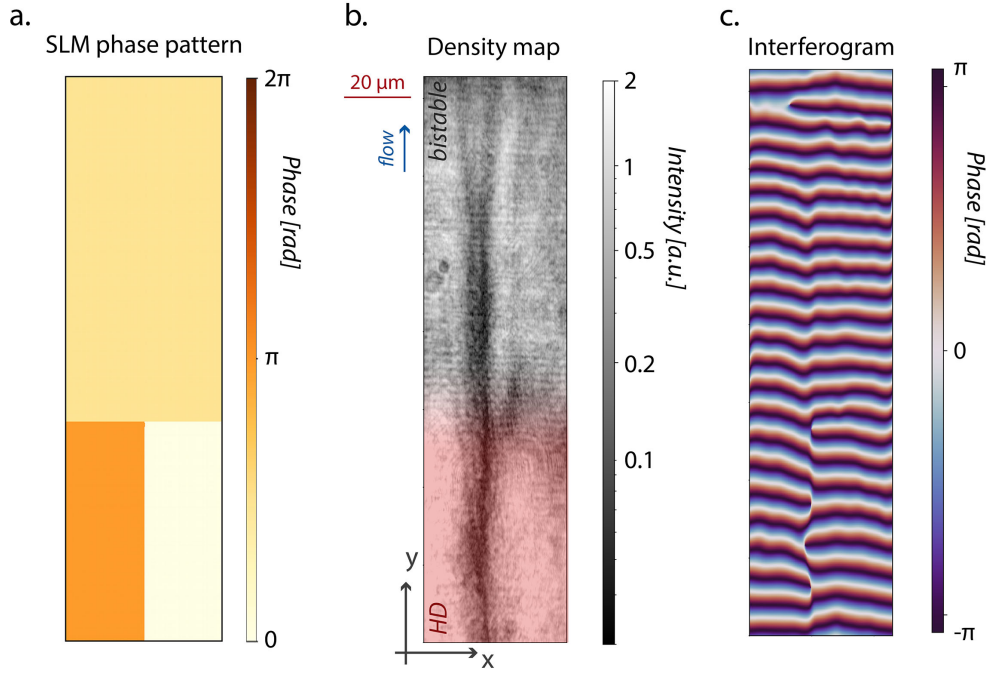 a.
SLM phase pattern
2π
π
0
Phase [rad]
b.
Density map
20 μm
flow
bistable
HD
y
x
2
1
0.5
0.2
0.1
Intensity [a.u.]
c.
Interferogram
π
0
-π
Phase [rad]